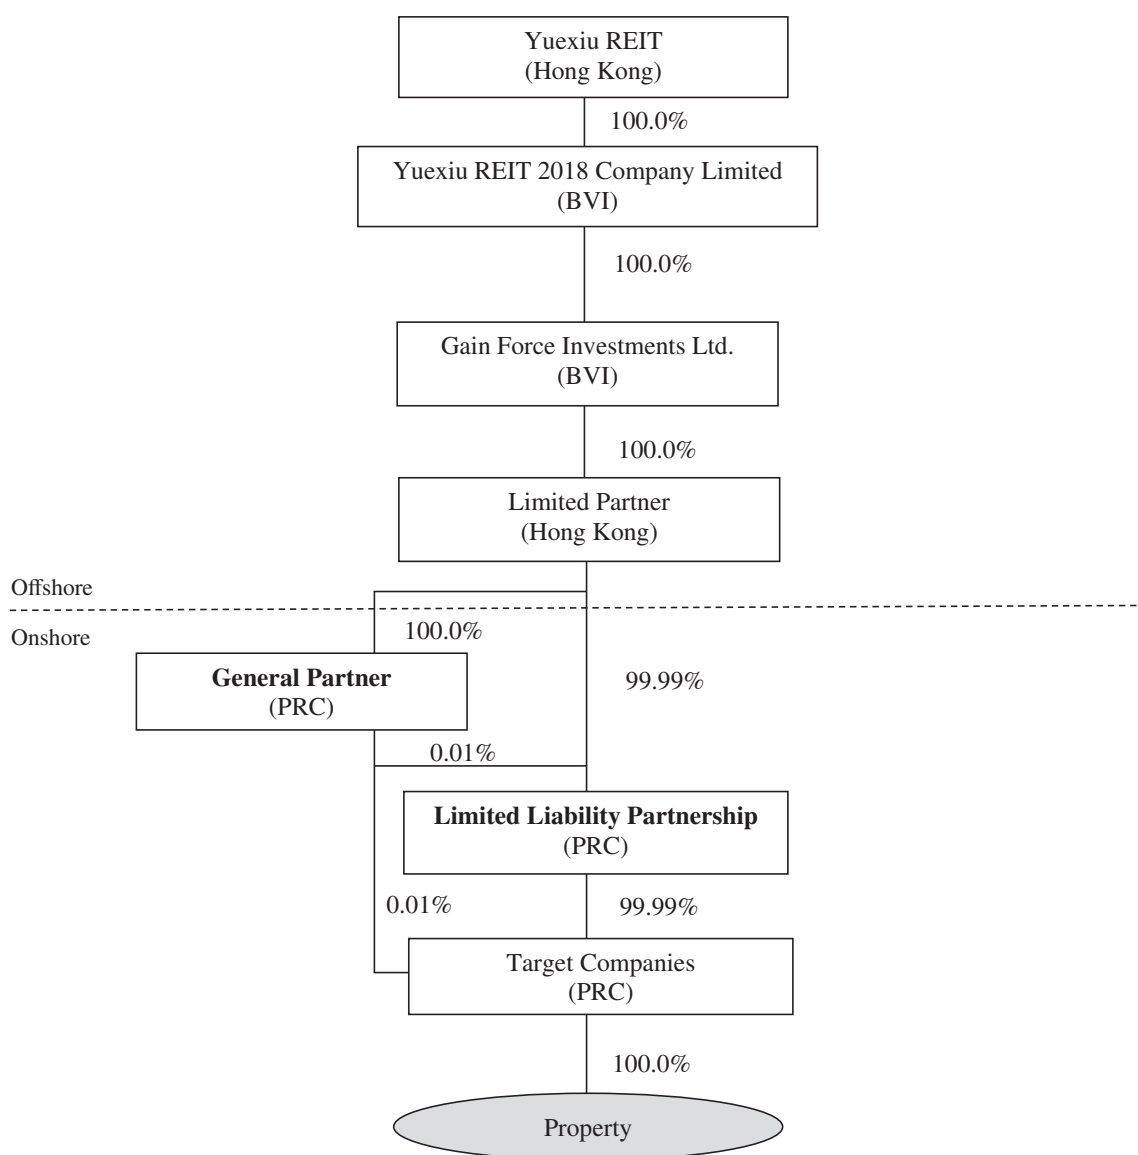 Yuexiu REIT
(Hong Kong)
100.0%
Yuexiu REIT 2018 Company Limited
(BVI)
100.0%
Gain Force Investments Ltd.
(BVI)
100.0%
Limited Partner
(Hong Kong)
Offshore
Onshore
100.0%
General Partner
(PRC)
99.99%
0.01%
Limited Liability Partnership
(PRC)
0.01%
99.99%
Target Companies
(PRC)
100.0%
Property